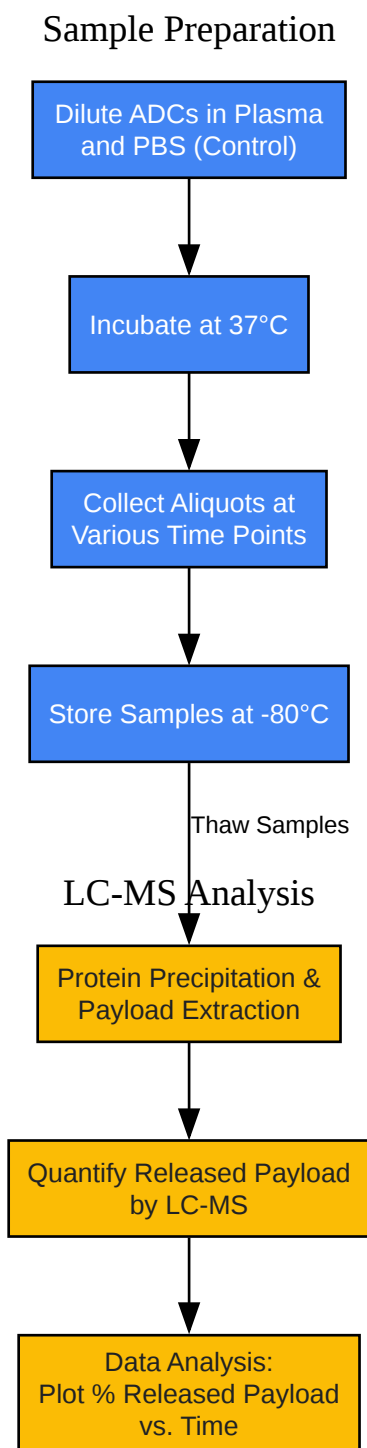 Sample Preparation
Dilute ADCs in Plasma
and PBS (Control)
Incubate at 37°C
Collect Aliquots at
Various Time Points
Store Samples at -80°C
Thaw Samples
LC-MS Analysis
Protein Precipitation &
Payload Extraction
Quantify Released Payload
by LC-MS
Data Analysis:
Plot % Released Payload
vs. Time